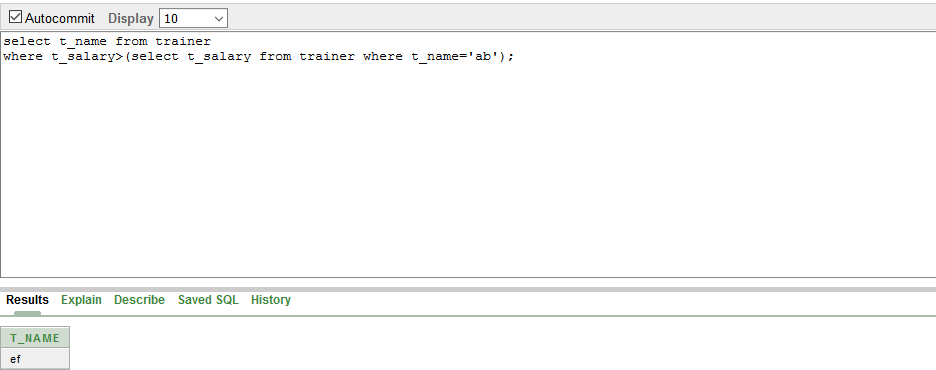 Autocommit Display 10
select t_name from trainer
where t_salary>(select t_salary from trainer where t_name='ab');
Results Explain Describe Saved SQL History
T_NAME
ef